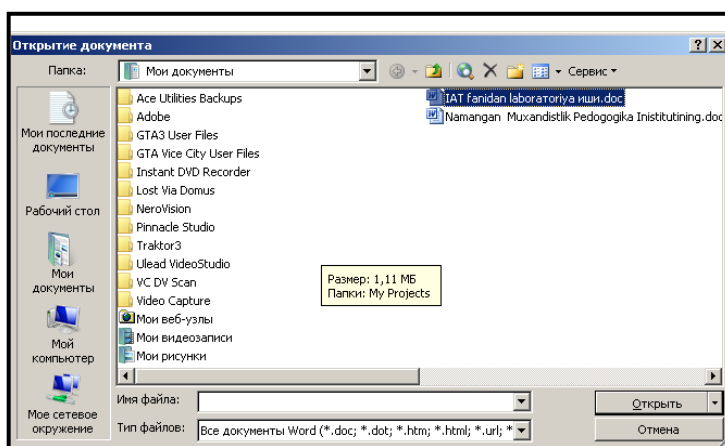 Открытие документа
Папка:
Мои документы
Сервис
Мои последние
документы
Рабочий стол
Мои
документы
Мой
компьютер
Мое сетевое
окружение
Ace Utilities Backups
Adobe
GTA3 User Files
GTA Vice City User Files
Instant DVD Recorder
Lost Via Domus
NeroVision
Pinnacle Studio
Traktor3
Ulead VideoStudio
VC DV Scan
Video Capture
Мои веб-узлы
Мои видеозаписи
Мои рисунки
IAT fanidan laboratoriya иши.doc
Namangan Muxandistlik Pedogogika Inistitutining.doc
Размер: 1,11 МБ
Папки: My Projects
Имя файла:
Открыть
Тип файлов:
Все документы Word (*.doc; *.dot; *.htm; *.html; *.url; *
Отмена